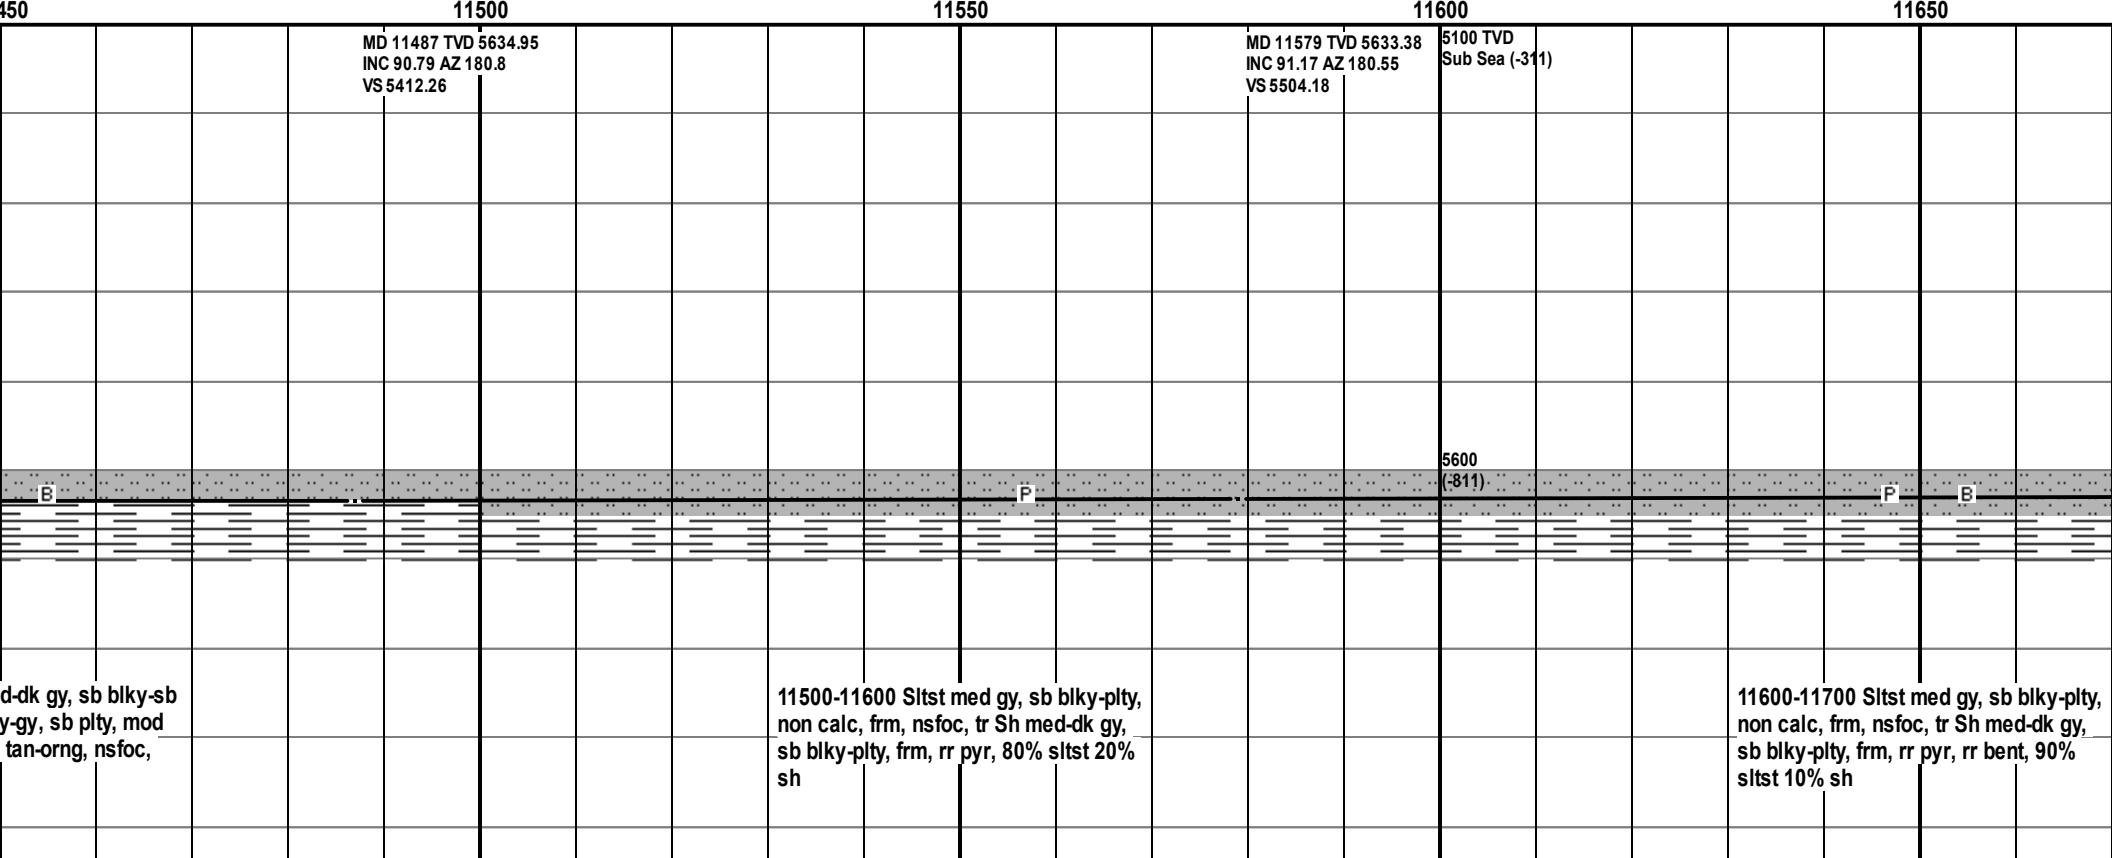 450 11500 11550 11600 11650
MD 11487 TVD 5634.95
INC 90.79 AZ 180.8
VS 5412.26
MD 11579 TVD 5633.38
INC 91.17 AZ 180.55
VS 5504.18
5100 TVD
Sub Sea (-311)
5600
(-811)
B P P B
d-dk gy, sb blky-sb
y-gy, sb plty, mod
tan-orng, nsfoc,
11500-11600 Sltst med gy, sb blky-plty,
non calc, frm, nsfoc, tr Sh med-dk gy,
sb blky-plty, frm, rr pyr, 80% sltst 20%
sh
11600-11700 Sltst med gy, sb blky-plty,
non calc, frm, nsfoc, tr Sh med-dk gy,
sb blky-plty, frm, rr pyr, rr bent, 90%
sltst 10% sh